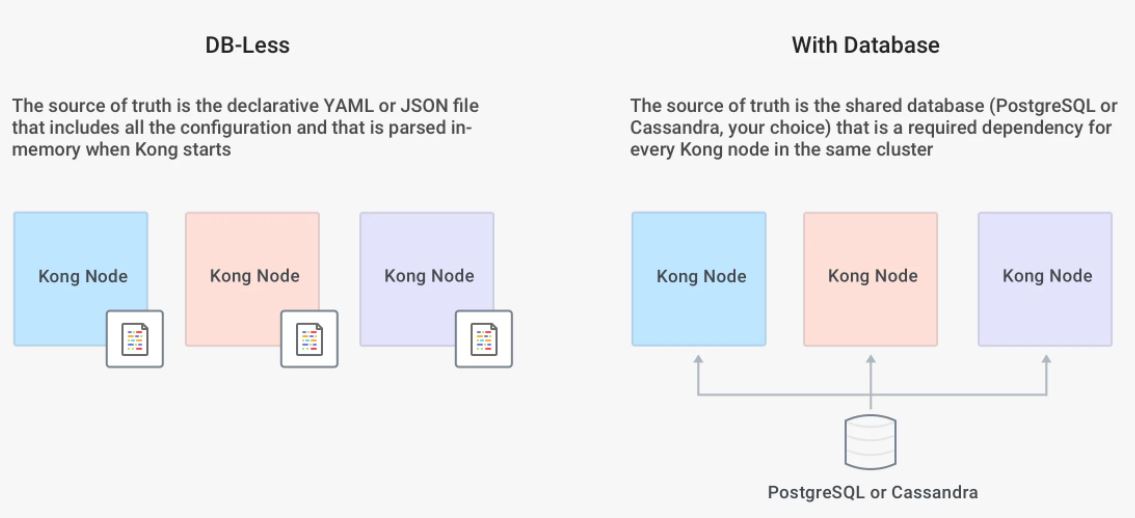 DB-Less
The source of truth is the declarative YAML or JSON file
that includes all the configuration and that is parsed in-
memory when Kong starts
Kong Node
Kong Node
Kong Node
With Database
The source of truth is the shared database (PostgreSQL or
Cassandra, your choice) that is a required dependency for
every Kong node in the same cluster
Kong Node
Kong Node
Kong Node
PostgreSQL or Cassandra